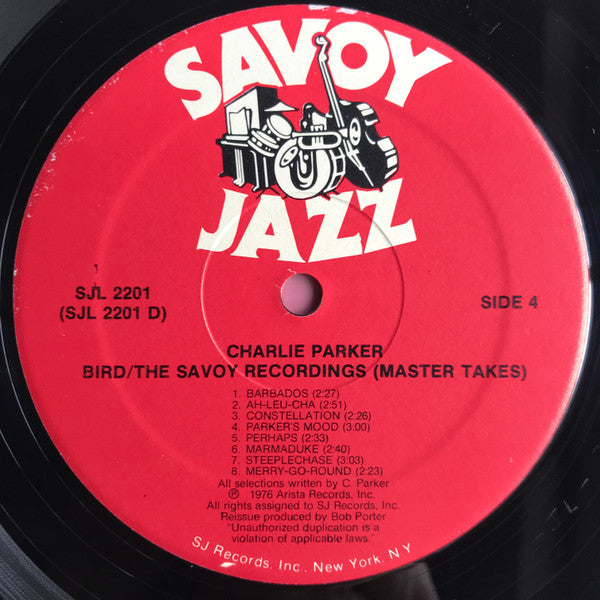 SAVOY
JAZZ
SJL 2201
(SJL 2201 D)
SIDE 4
CHARLIE PARKER
BIRD/THE SAVOY RECORDINGS (MASTER TAKES)
1. BARBADOS (2:27)
2. AH-LEU-CHA (2:51)
3. CONSTELLATION (2:26)
4. PARKER'S MOOD (3:00)
5. PERHAPS (2:33)
6. MARMADUKE (2:40)
7. STEEPLECHASE (3:03)
8. MERRY-GO-ROUND (2:23)
All selections written by C. Parker
℗ 1976 Arista Records, Inc.
All rights assigned to SJ Records, Inc.
Reissue produced by Bob Porter
"Unauthorized duplication is a
violation of applicable laws."
SJ Records, Inc., New York, N.Y.